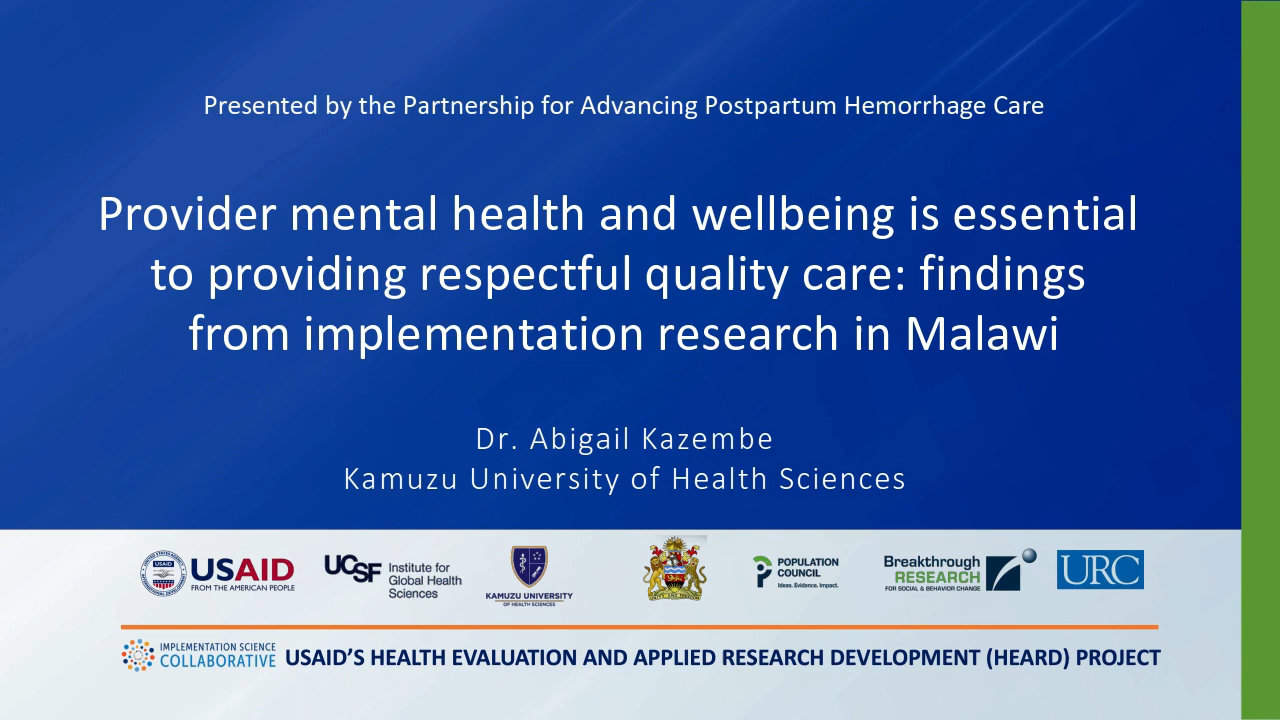 Presented by the Partnership for Advancing Postpartum Hemorrhage Care
Provider mental health and wellbeing is essential
to providing respectful quality care: findings
from implementation research in Malawi
Dr. Abigail Kazembe
Kamuzu University of Health Sciences
USAID
USAID
FROM THE AMERICAN PEOPLE
UCSF
Institute for
Global Health
Sciences
KAMUZU UNIVERSITY
OF HEALTH SCIENCES
POPULATION
COUNCIL
Ideas. Evidence. Impact.
Breakthrough
RESEARCH
FOR SOCIAL & BEHAVIOR CHANGE
URC
IMPLEMENTATION SCIENCE
COLLABORATIVE
USAID'S HEALTH EVALUATION AND APPLIED RESEARCH DEVELOPMENT (HEARD) PROJECT